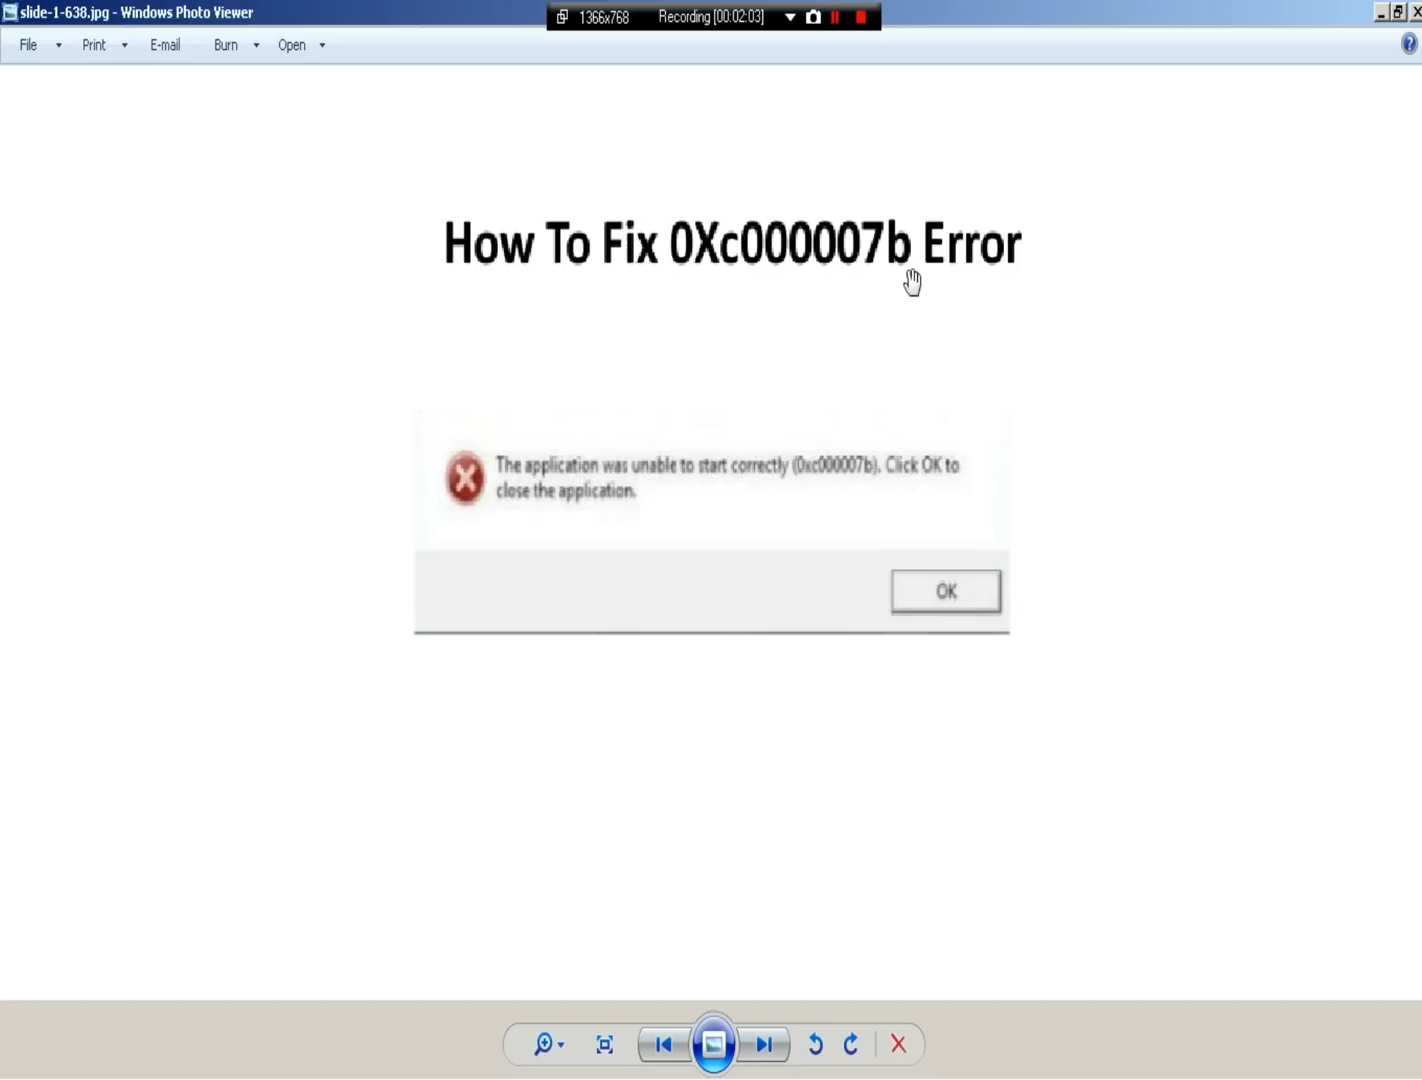 slide-1-638.jpg - Windows Photo Viewer
1366x768 Recording [00:02:03]
File Print E-mail Burn Open
How To Fix 0Xc000007b Error
The application was unable to start correctly (0xc000007b). Click OK to
close the application.
OK